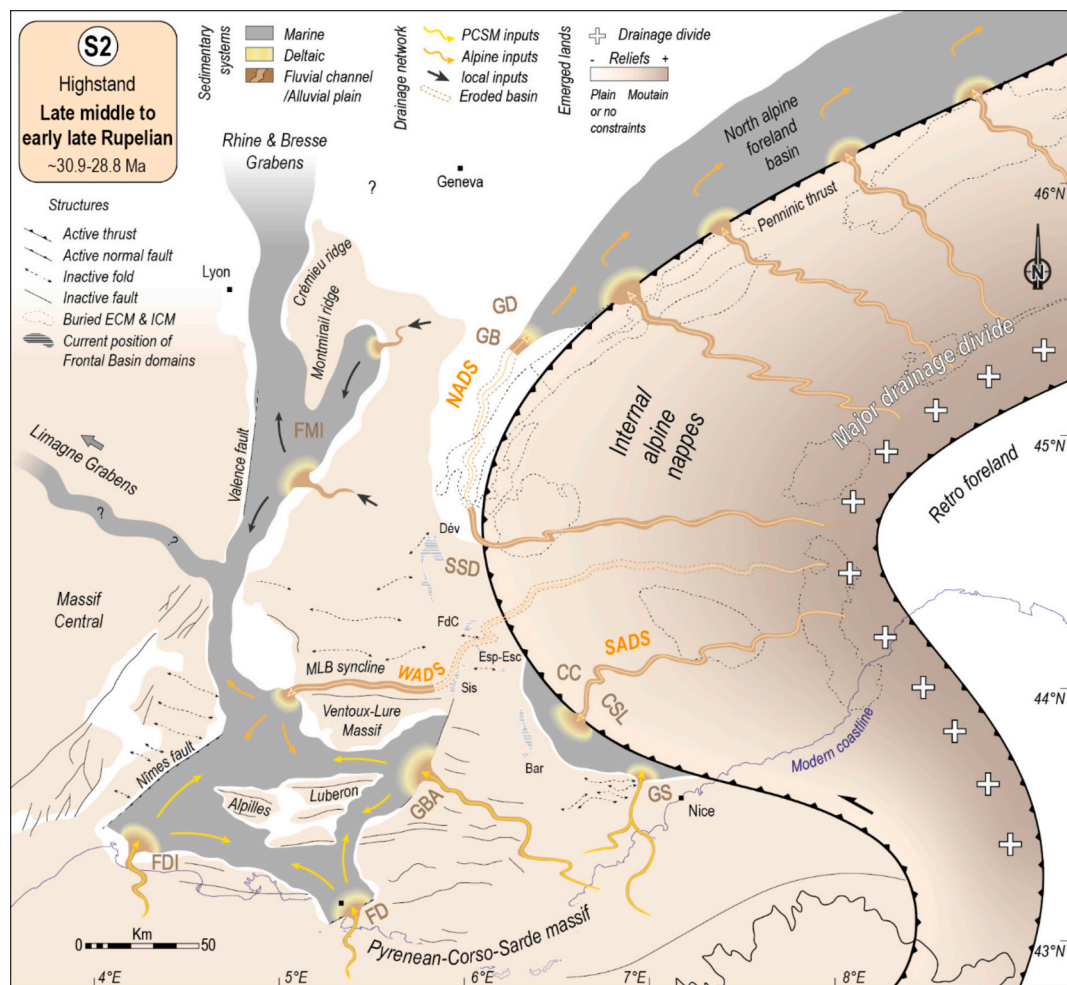 S2
Highstand
Late middle to
early late Rupelian
~30.9-28.8 Ma
Sedimentary
systems
Marine
Deltaic
Fluvial channel
/Alluvial plain
Drainage network
PCSM inputs
Alpine inputs
local inputs
Eroded basin
Emerged lands
Drainage divide
- Reliefs +
Plain
or no
constraints
Moutain
Structures
Active thrust
Active normal fault
Inactive fold
Inactive fault
Buried ECM & ICM
Current position of
Frontal Basin domains
Rhine & Bresse
Grabens
?
Geneva
North alpine
foreland
basin
Penninic thrust
46°N
N
Lyon
Crémieu ridge
Montmirail ridge
GD
GB
NADS
Internal
alpine
nappes
Major drainage divide
45°N
Retro foreland
Limagne Grabens
?
?
Valence fault
FMI
Dév
SSD
Massif
Central
FdC
Esp-Esc
Sis
MLB syncline
WADS
SADS
CC
CSL
44°N
Ventoux-Lure
Massif
Modern coastline
Bar
Nîmes fault
Alpilles
Luberon
GBA
GS
Nice
FDI
FD
Pyrenean-Corso-Sarde massif
Km
0
50
43°N
4°E
5°E
6°E
7°E
8°E